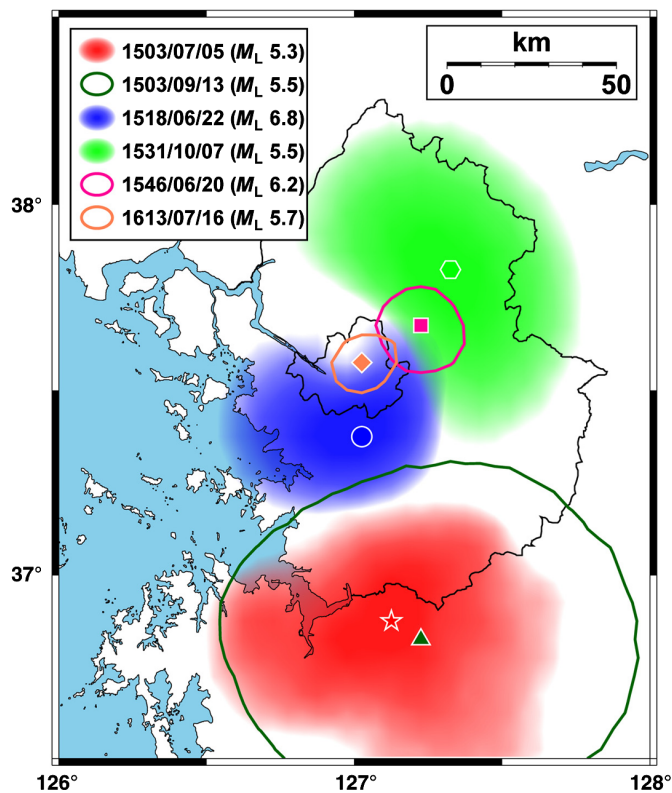 1503/07/05 (ML 5.3)
1503/09/13 (ML 5.5)
1518/06/22 (ML 6.8)
1531/10/07 (ML 5.5)
1546/06/20 (ML 6.2)
1613/07/16 (ML 5.7)
km
0 50
38°
37°
126° 127° 128°